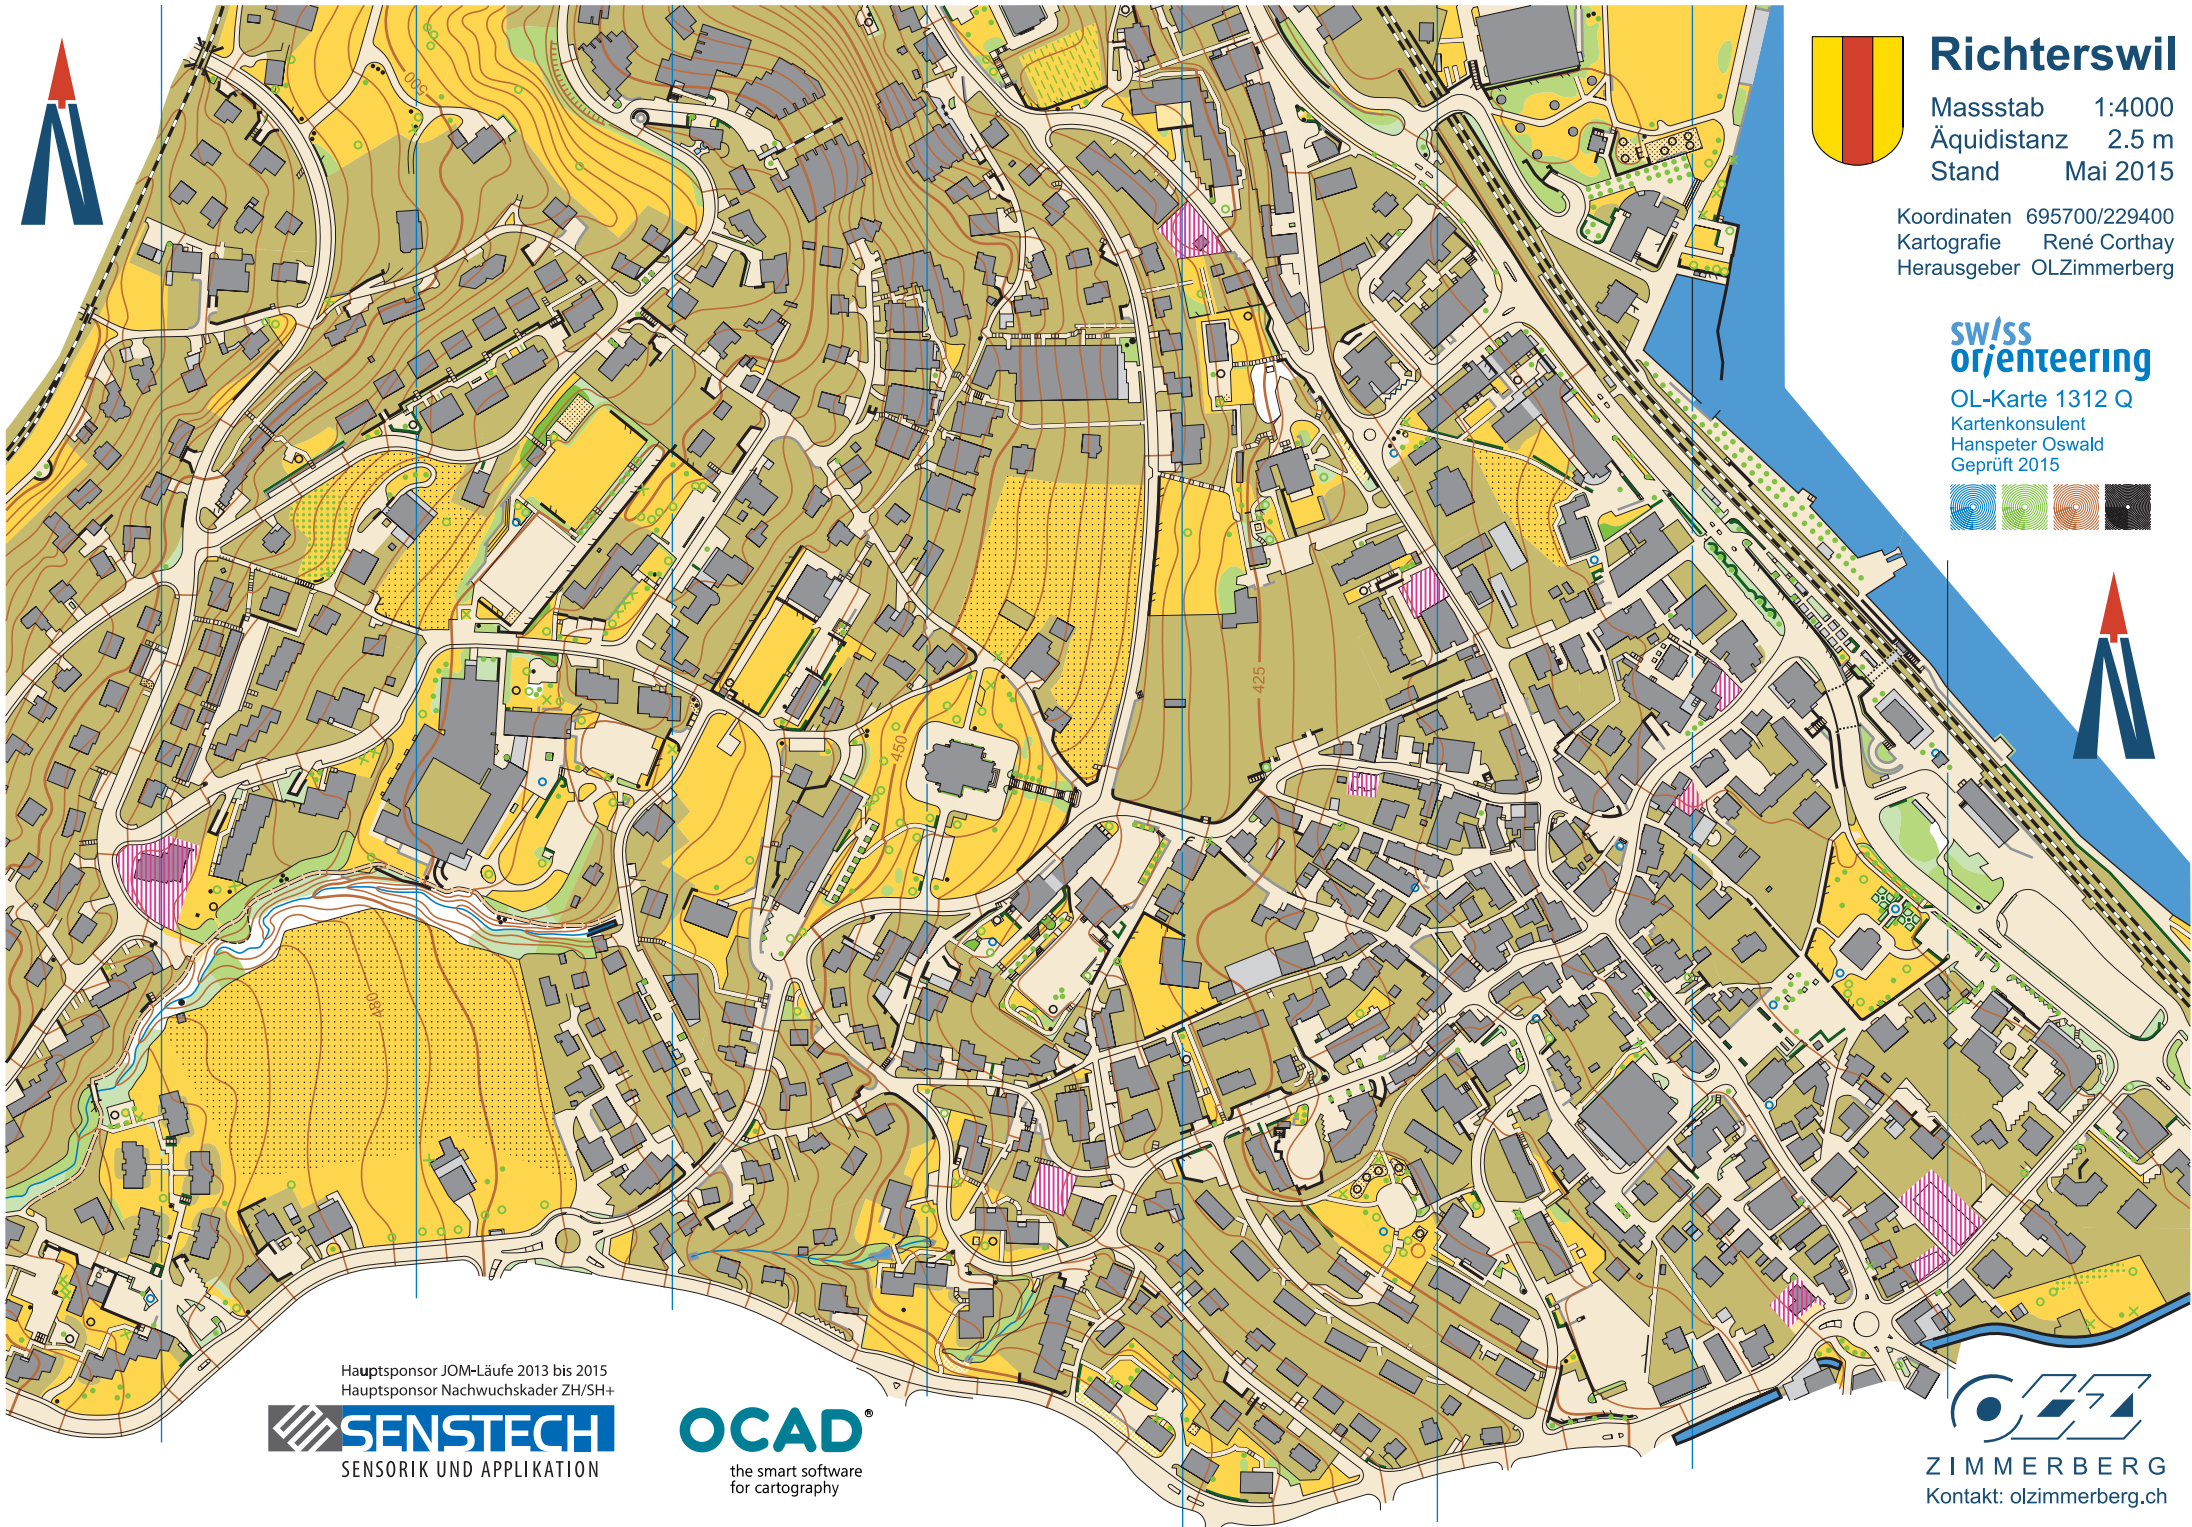 Richterswil
Massstab 1:4000
Äquidistanz 2.5 m
Stand Mai 2015
Koordinaten 695700/229400
Kartografie René Corthay
Herausgeber OLZimmerberg
swiss
orienteering
OL-Karte 1312 Q
Kartenkonsulent
Hanspeter Oswald
Geprüft 2015
500
425
450
480
Hauptsponsor JOM-Läufe 2013 bis 2015
Hauptsponsor Nachwuchskader ZH/SH+
SENSTECH
SENSORIK UND APPLIKATION
OCAD®
the smart software
for cartography
OLZ
ZIMMERBERG
Kontakt: olzimmerberg.ch